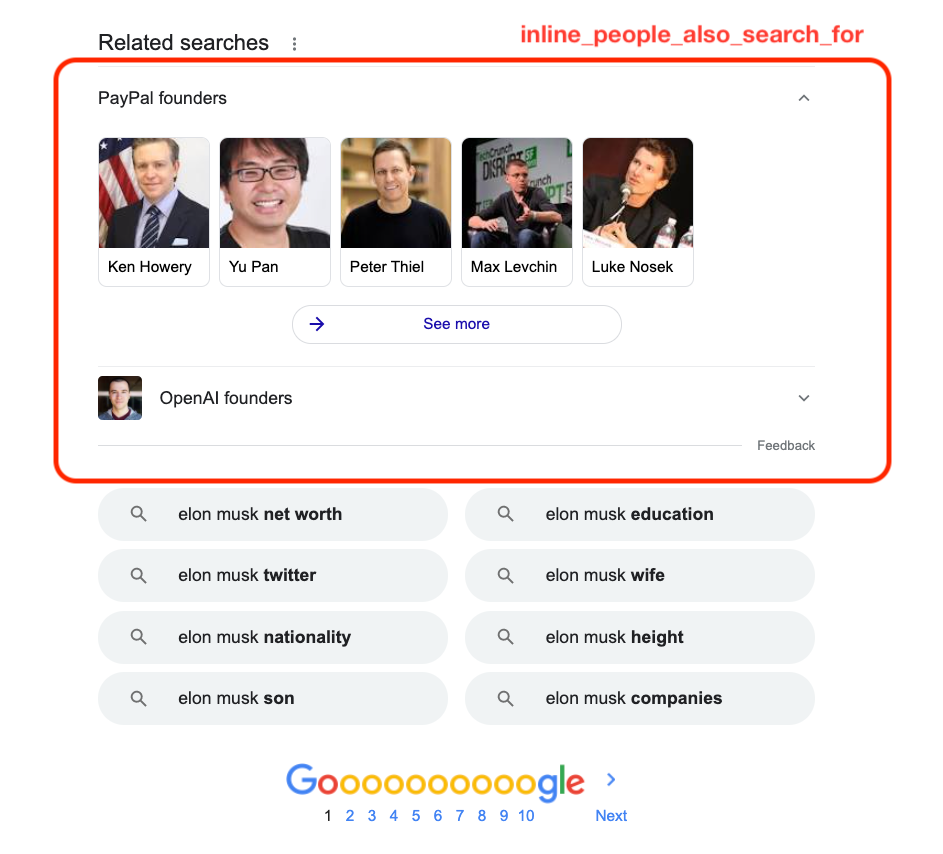 inline_people_also_search_for
Related searches
PayPal founders
TechCrunch
DISRUPT SF
Ken Howery
Yu Pan
Peter Thiel
Max Levchin
Luke Nosek
See more
OpenAI founders
Feedback
elon musk net worth
elon musk education
elon musk twitter
elon musk wife
elon musk nationality
elon musk height
elon musk son
elon musk companies
Goooooooooogle
1 2 3 4 5 6 7 8 9 10 Next